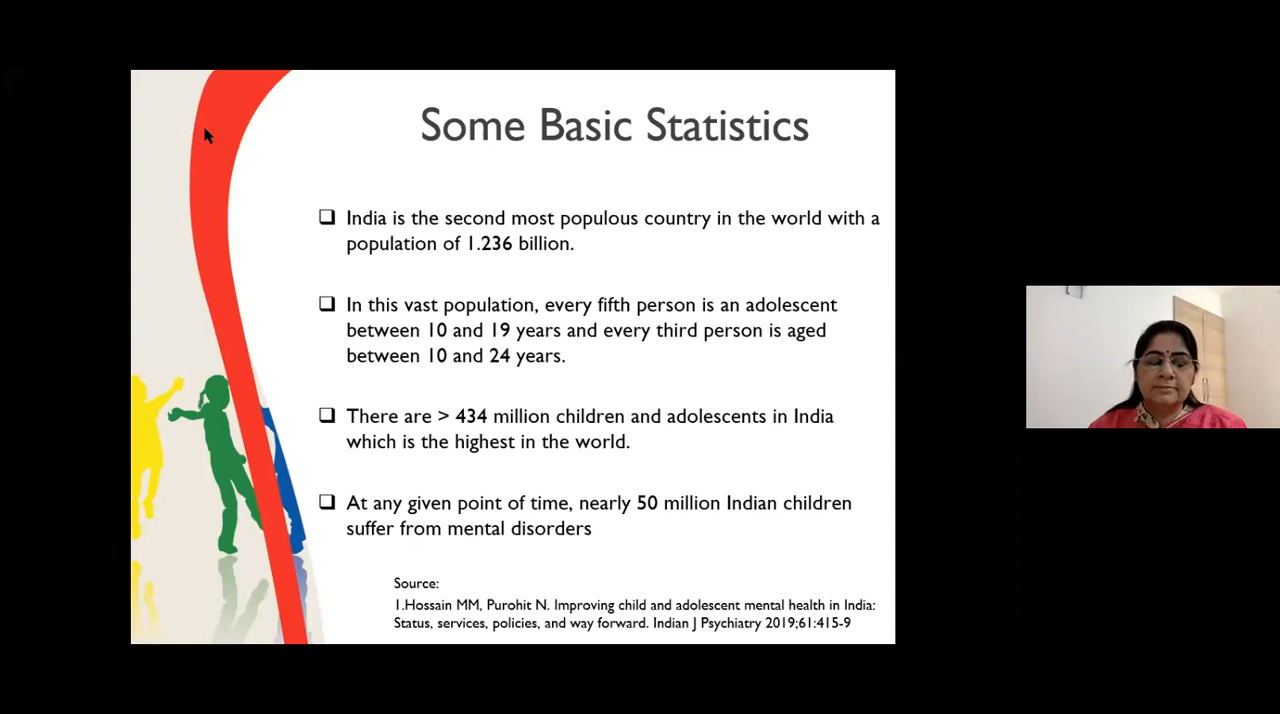 Some Basic Statistics
❑ India is the second most populous country in the world with a
population of 1.236 billion.
❑ In this vast population, every fifth person is an adolescent
between 10 and 19 years and every third person is aged
between 10 and 24 years.
❑ There are > 434 million children and adolescents in India
which is the highest in the world.
❑ At any given point of time, nearly 50 million Indian children
suffer from mental disorders
Source:
1.Hossain MM, Purohit N. Improving child and adolescent mental health in India:
Status, services, policies, and way forward. Indian J Psychiatry 2019;61:415-9